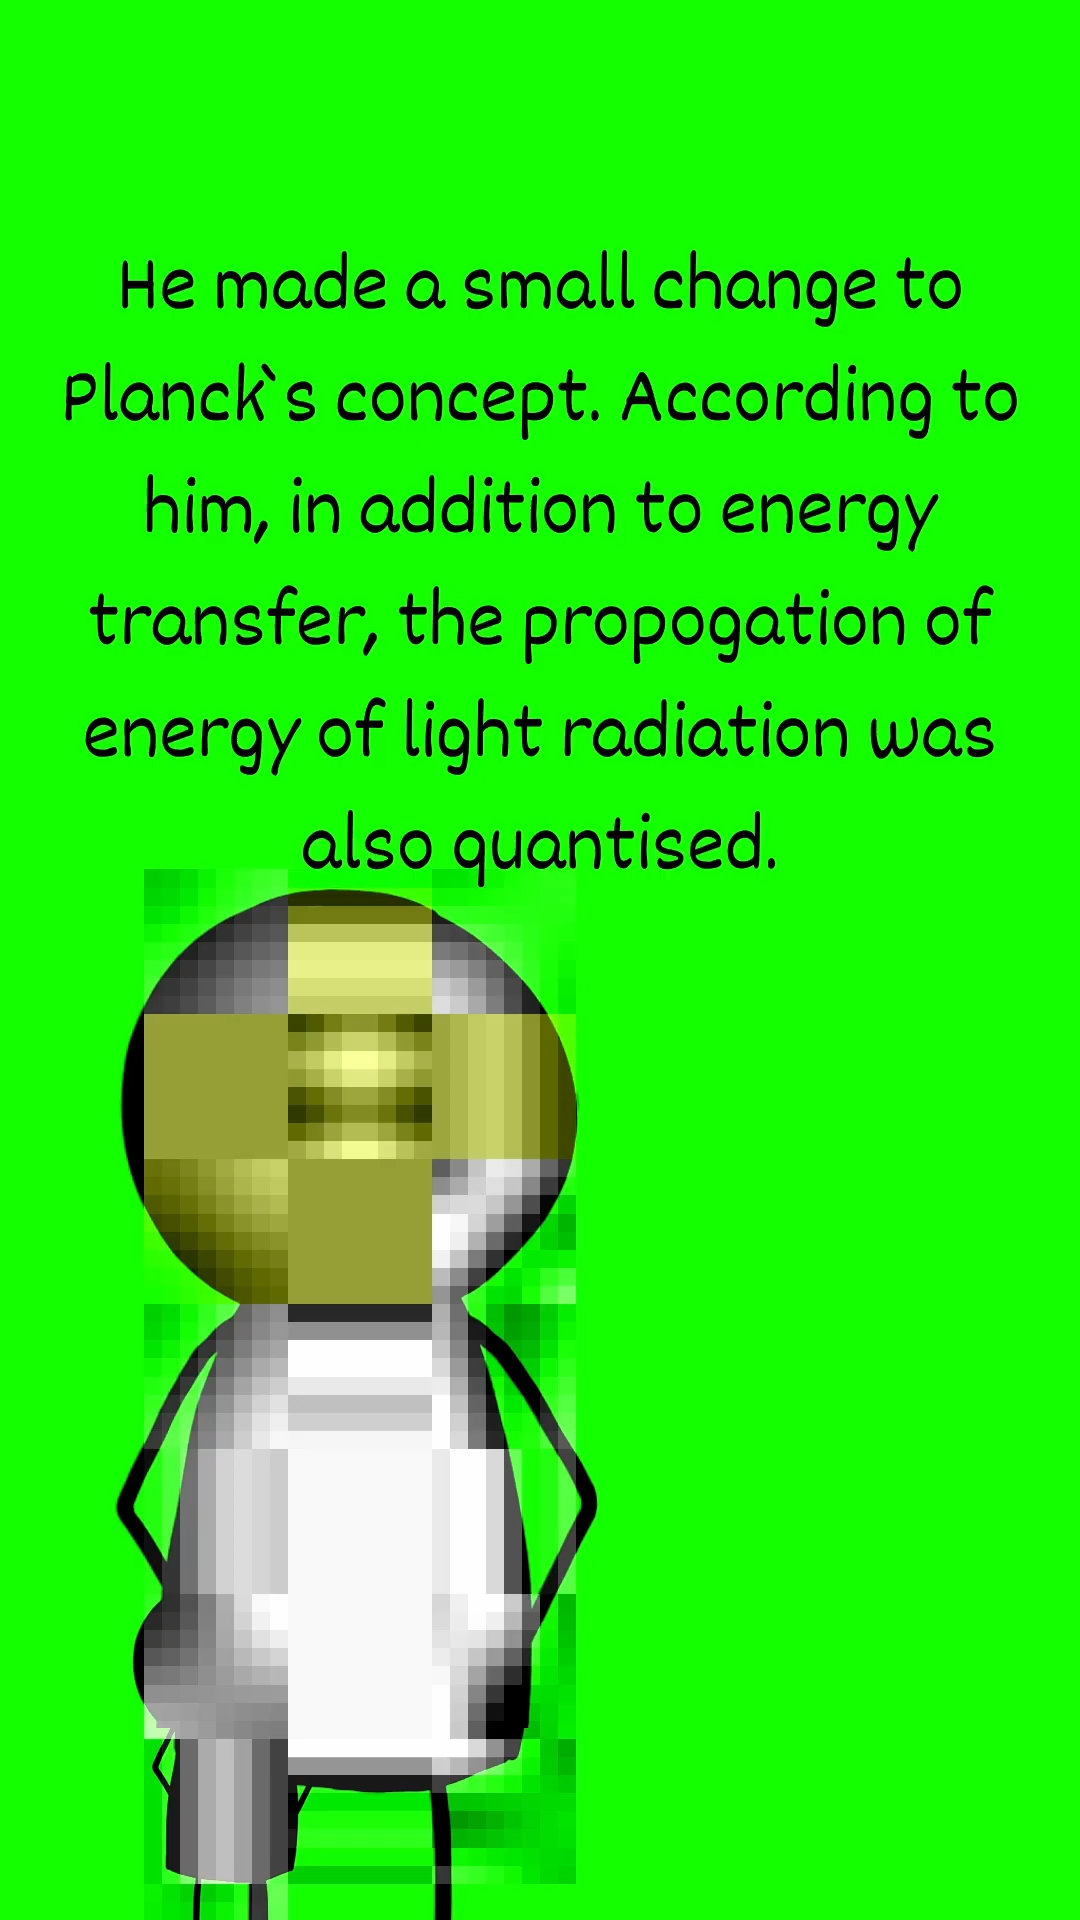 He made a small change to
Planck`s concept. According to
him, in addition to energy
transfer, the propogation of
energy of light radiation was
also quantised.